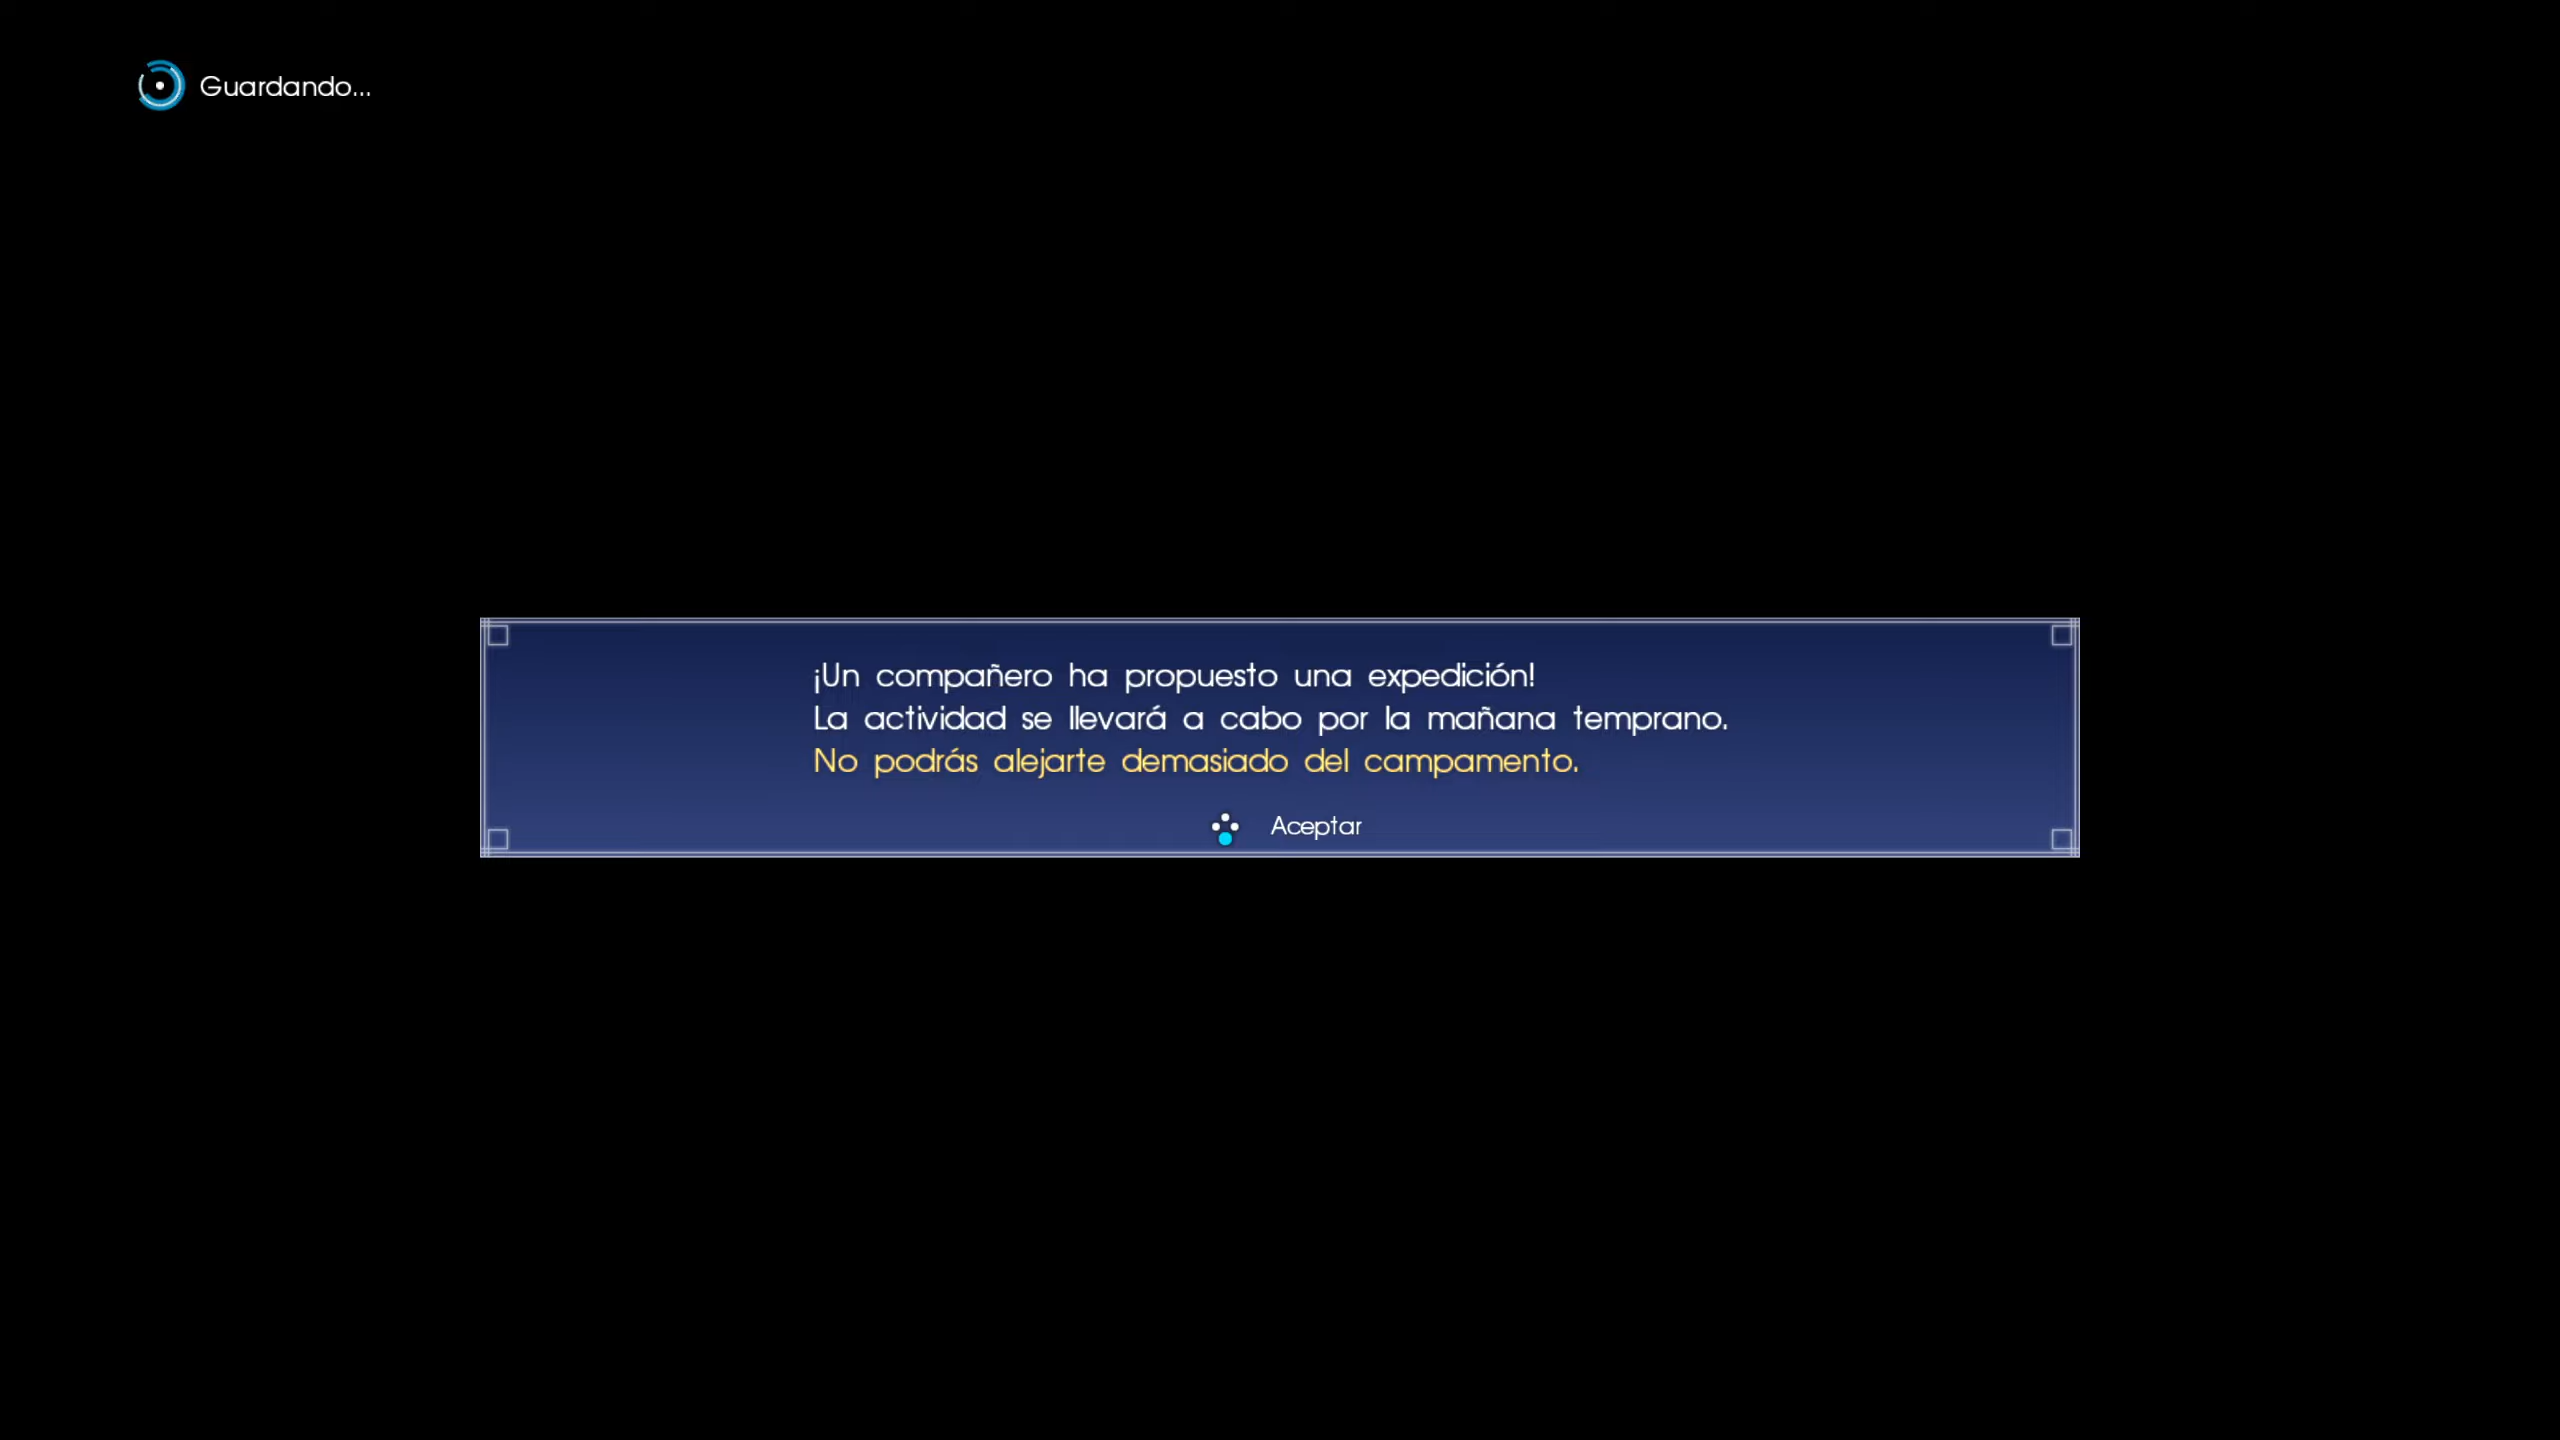 Guardando...
¡Un compañero ha propuesto una expedición!
La actividad se llevará a cabo por la mañana temprano.
No podrás alejarte demasiado del campamento.
Aceptar